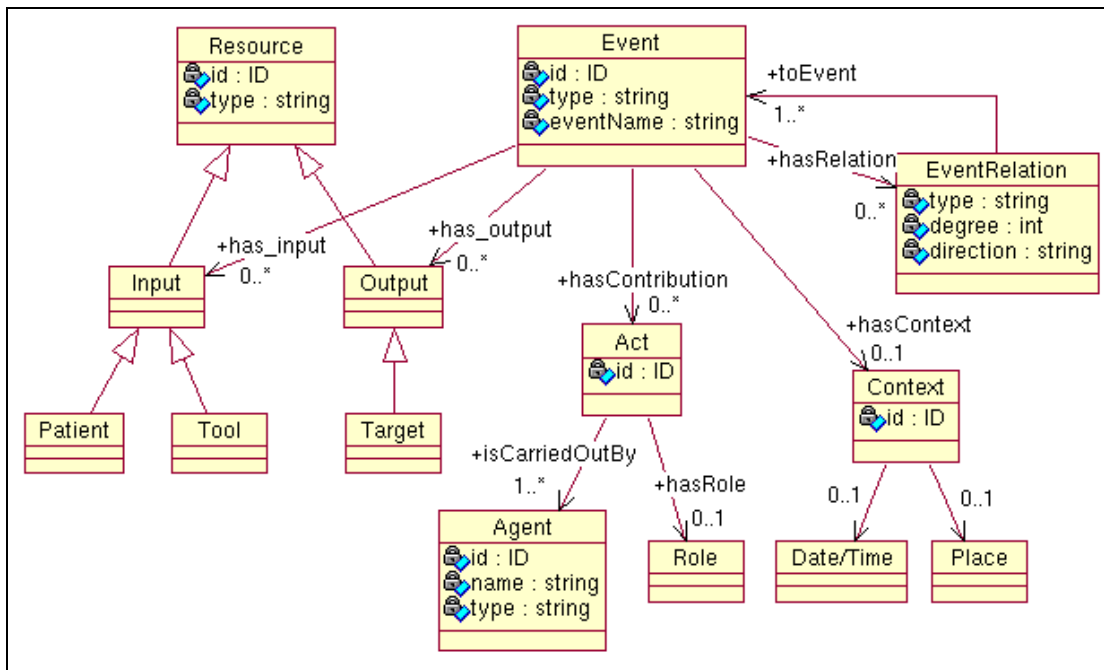 Resource
id : ID
type : string
Event
id : ID
type : string
eventName : string
+toEvent
1..*
+hasRelation
0..*
EventRelation
type : string
degree : int
direction : string
+has_input
0..*
+has_output
0..*
Input
Output
+hasContribution
0..*
+hasContext
0..1
Act
id : ID
Context
id : ID
Patient
Tool
Target
+isCarriedOutBy
1..*
+hasRole
0..1
0..1
0..1
Agent
id : ID
name : string
type : string
Role
Date/Time
Place